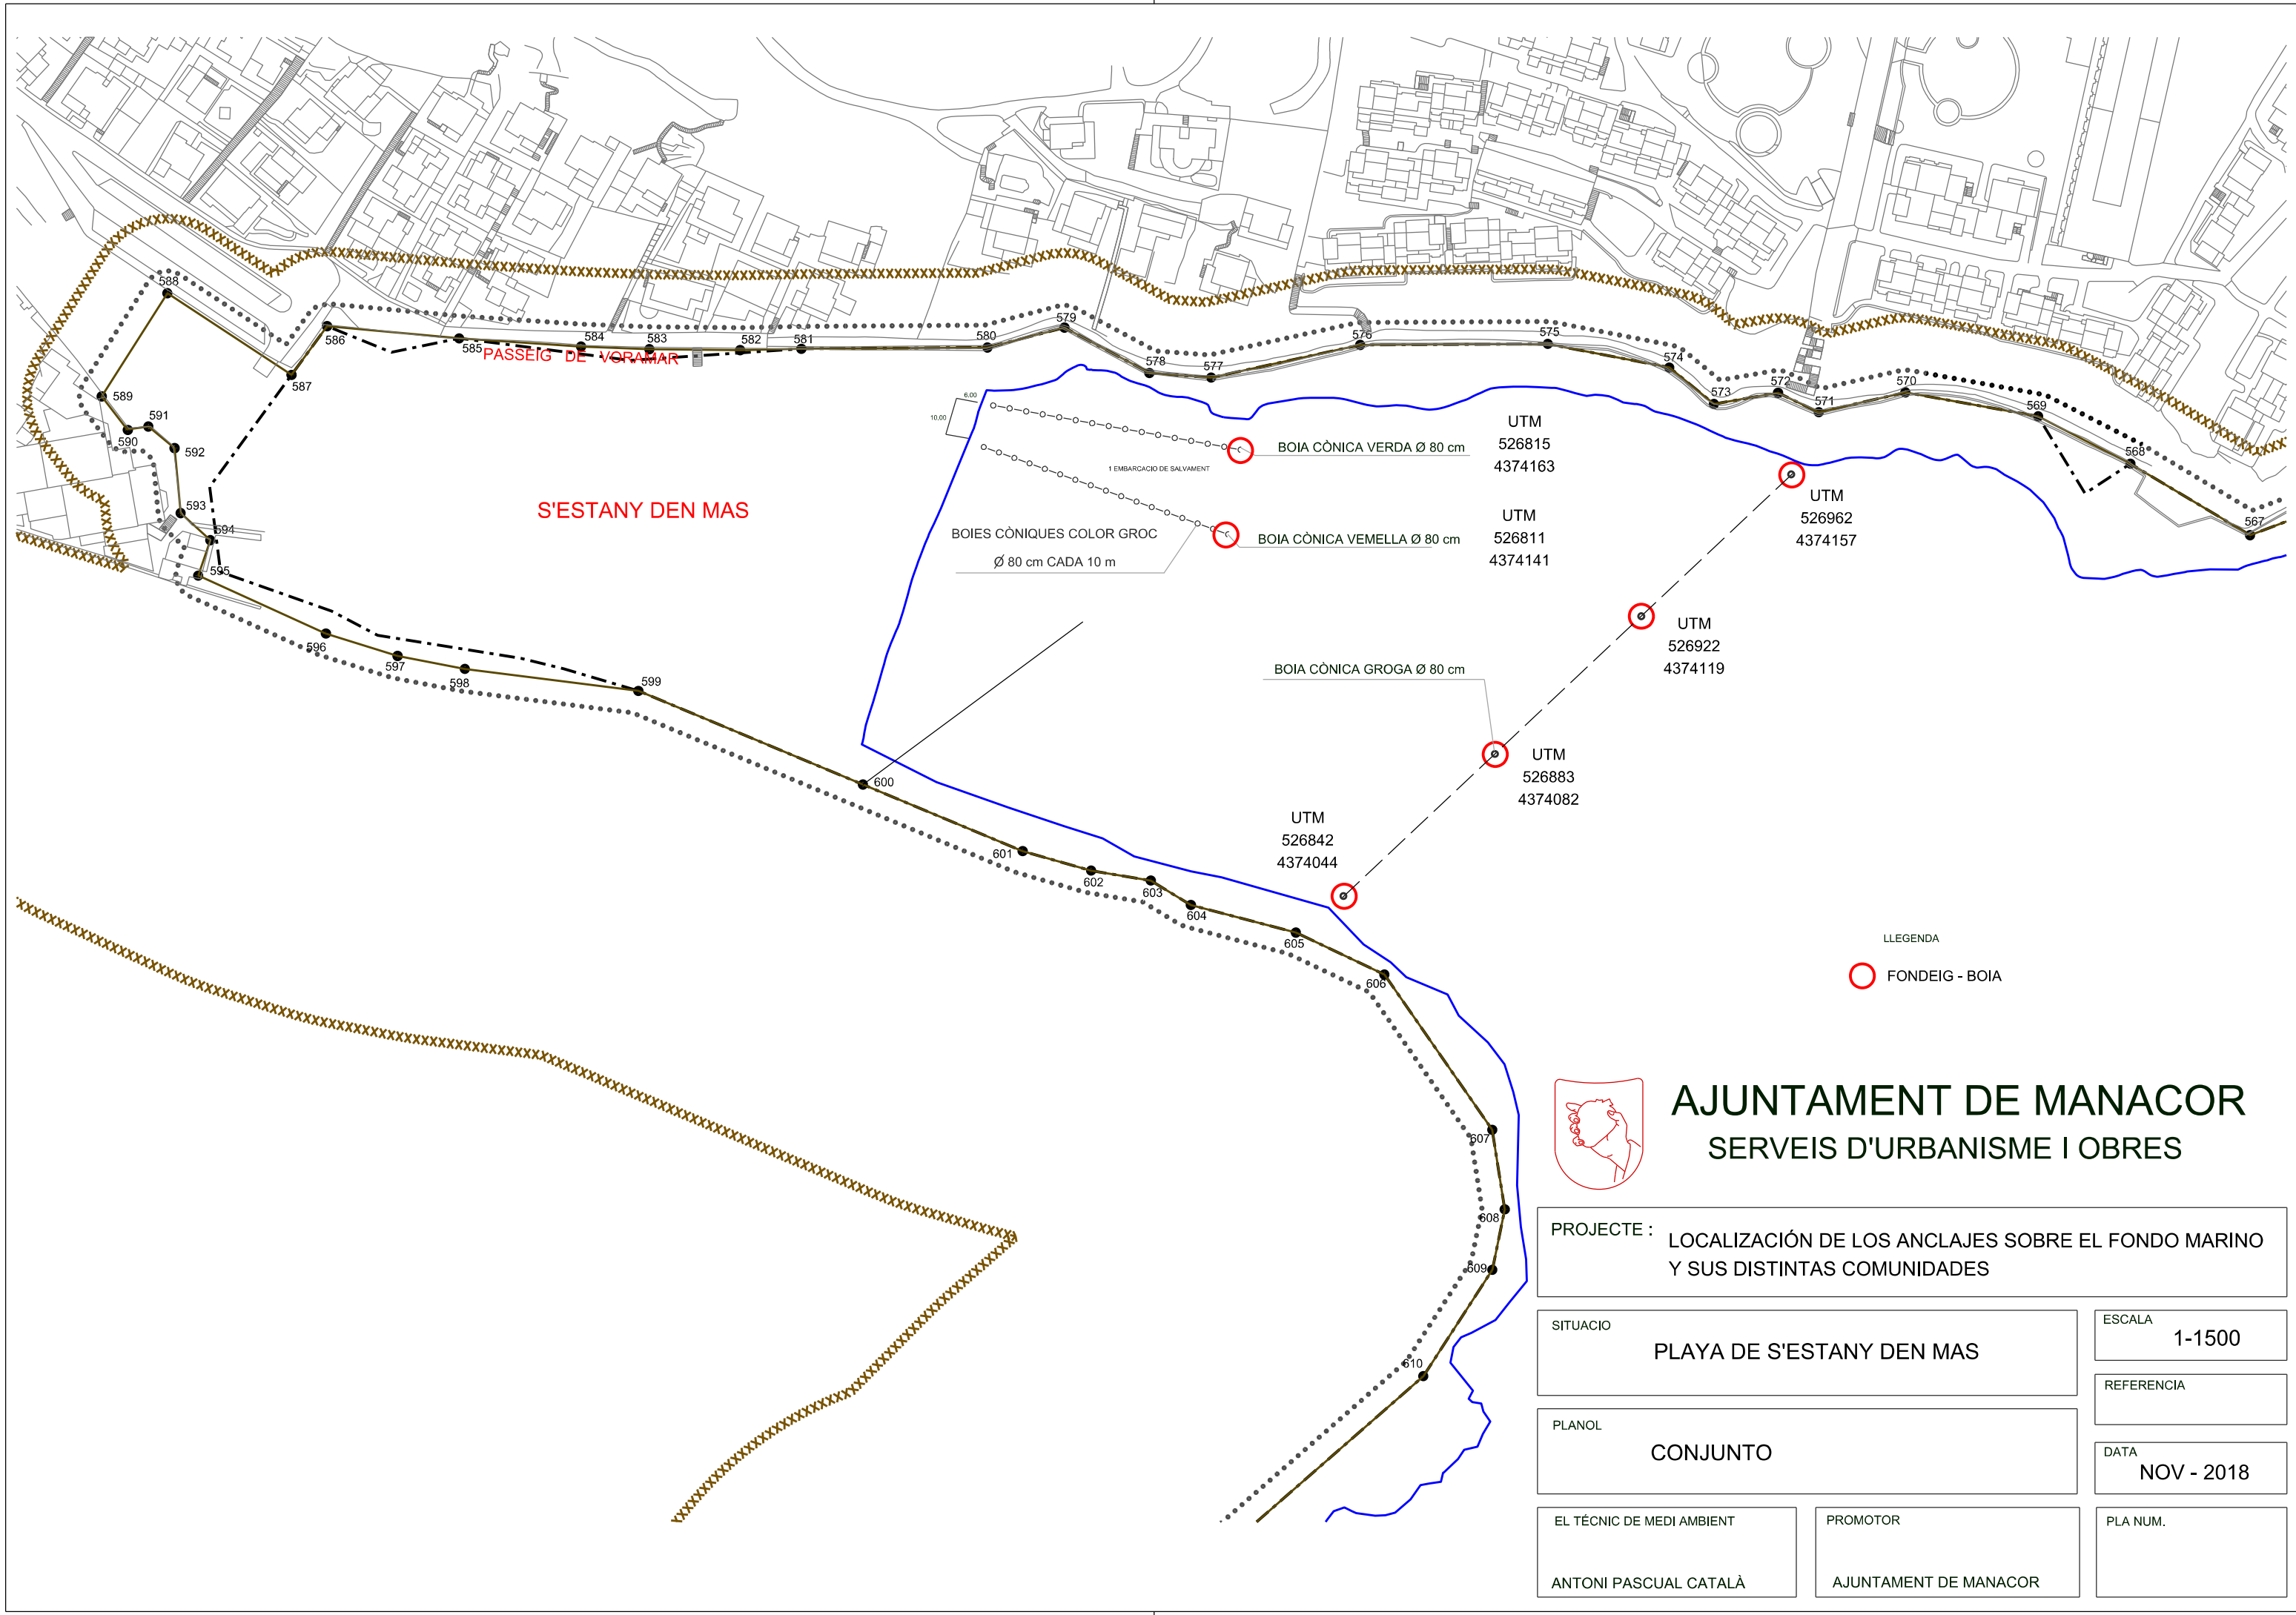 588
586
585
584
583
582
581
580
579
578
577
576
575
574
573
572
571
570
569
568
567
PASSEIG DE VORAMAR
587
589
590
591
592
593
594
595
596
597
598
599
600
601
602
603
604
605
606
607
608
609
610
S'ESTANY DEN MAS
6,00
10,00
1 EMBARCACIO DE SALVAMENT
BOIA CÒNICA VERDA Ø 80 cm
UTM
526815
4374163
BOIA CÒNICA VEMELLA Ø 80 cm
UTM
526811
4374141
BOIES CÒNIQUES COLOR GROC
Ø 80 cm CADA 10 m
UTM
526962
4374157
UTM
526922
4374119
BOIA CÒNICA GROGA Ø 80 cm
UTM
526883
4374082
UTM
526842
4374044
LLEGENDA
FONDEIG - BOIA
AJUNTAMENT DE MANACOR
SERVEIS D'URBANISME I OBRES
PROJECTE :
LOCALIZACIÓN DE LOS ANCLAJES SOBRE EL FONDO MARINO
Y SUS DISTINTAS COMUNIDADES
SITUACIO
PLAYA DE S'ESTANY DEN MAS
ESCALA
1-1500
REFERENCIA
PLANOL
CONJUNTO
DATA
NOV - 2018
EL TÉCNIC DE MEDI AMBIENT
ANTONI PASCUAL CATALÀ
PROMOTOR
AJUNTAMENT DE MANACOR
PLA NUM.